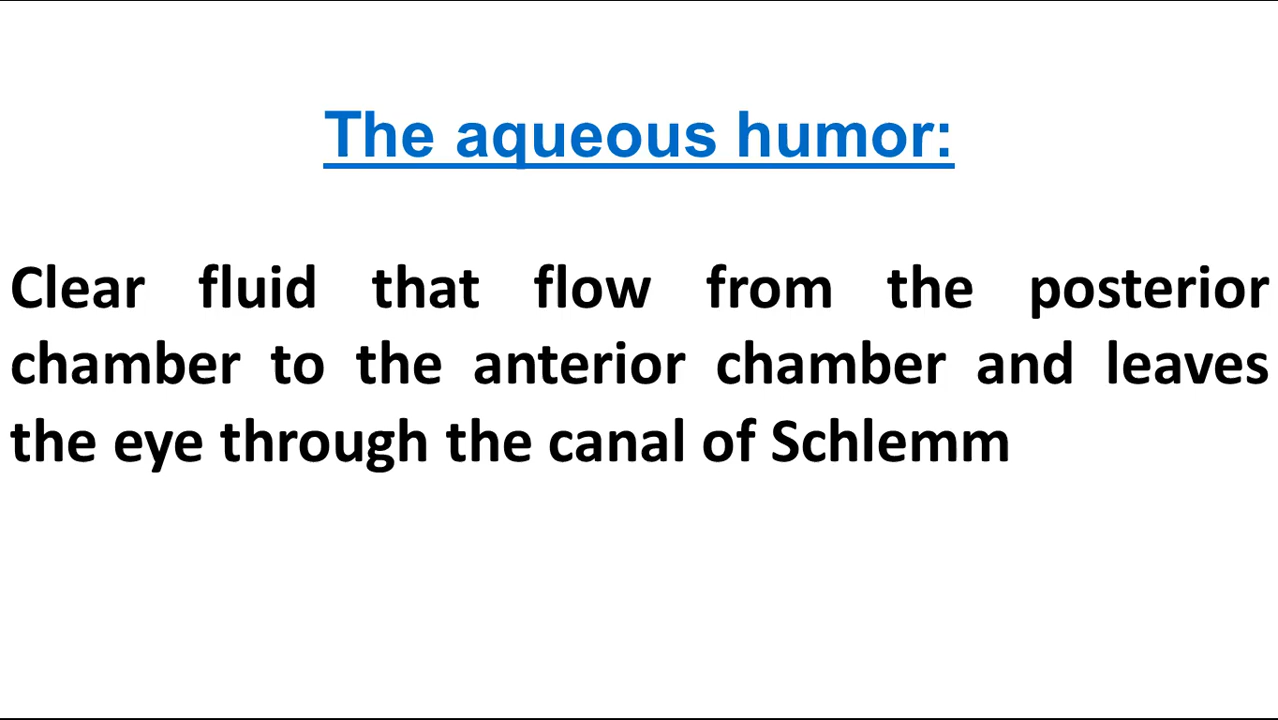 The aqueous humor:
Clear fluid that flow from the posterior
chamber to the anterior chamber and leaves
the eye through the canal of Schlemm